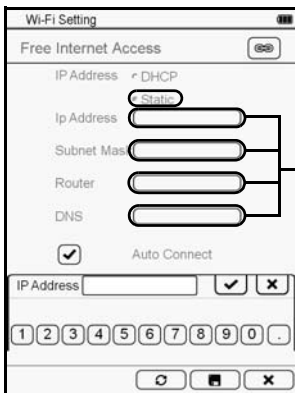 Wi-Fi Setting
Free Internet Access
IP Address DHCP
Static
Ip Address
Subnet Mas
Router
DNS
Auto Connect
IP Address
1 2 3 4 5 6 7 8 9 0 .